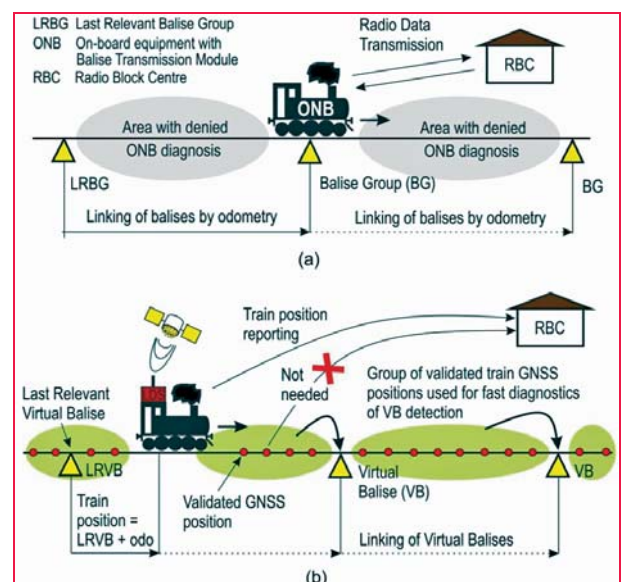 LRBG Last Relevant Balise Group
ONB On-board equipment with
Balise Transmission Module
RBC Radio Block Centre
Radio Data
Transmission
RBC
ONB
Area with denied
ONB diagnosis
Area with denied
ONB diagnosis
LRBG
Balise Group (BG)
BG
Linking of balises by odometry
Linking of balises by odometry
(a)
Train position
reporting
RBC
LDS
Not
needed
Group of validated train GNSS
positions used for fast diagnostics
of VB detection
Last Relevant
Virtual Balise
LRVB
Validated GNSS
position
Virtual
Balise (VB)
VB
Train
position =
LRVB + odo
Linking of Virtual Balises
(b)